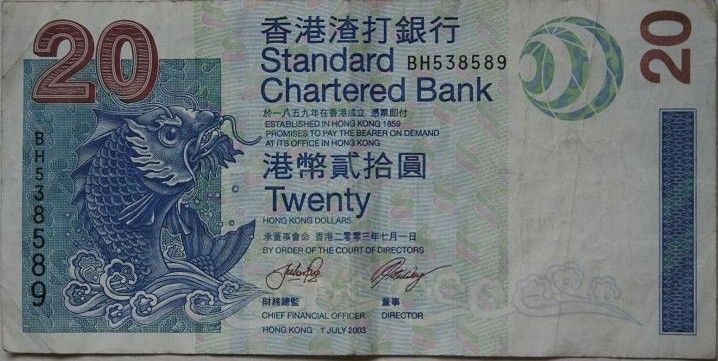 20
香港渣打銀行
Standard
Chartered Bank
BH538589
20
於一八五九年在香港成立 憑票即付
ESTABLISHED IN HONG KONG 1859
PROMISES TO PAY THE BEARER ON DEMAND
AT ITS OFFICE IN HONG KONG
BH538589
港幣貳拾圓
Twenty
HONG KONG DOLLARS
承董事會命 香港二零零三年七月一日
BY ORDER OF THE COURT OF DIRECTORS
財務總監 董事
CHIEF FINANCIAL OFFICER DIRECTOR
HONG KONG 1 JULY 2003